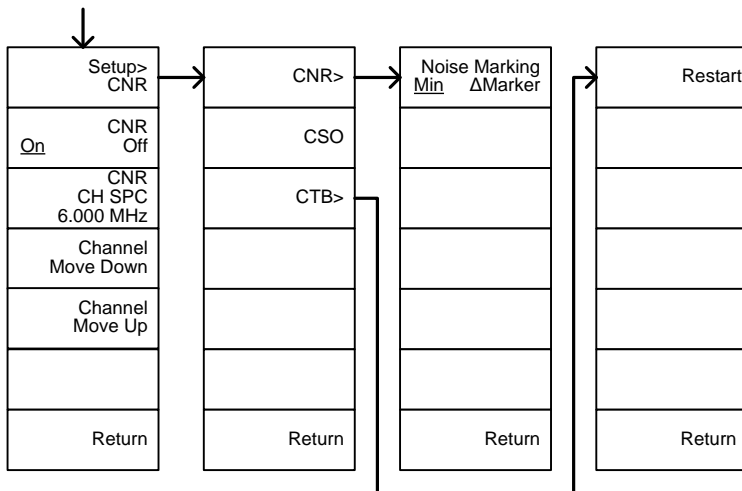 Setup>
CNR
CNR
On Off
CNR
CH SPC
6.000 MHz
Channel
Move Down
Channel
Move Up
Return
CNR>
CSO
CTB>
Return
Noise Marking
Min ΔMarker
Return
Restart
Return